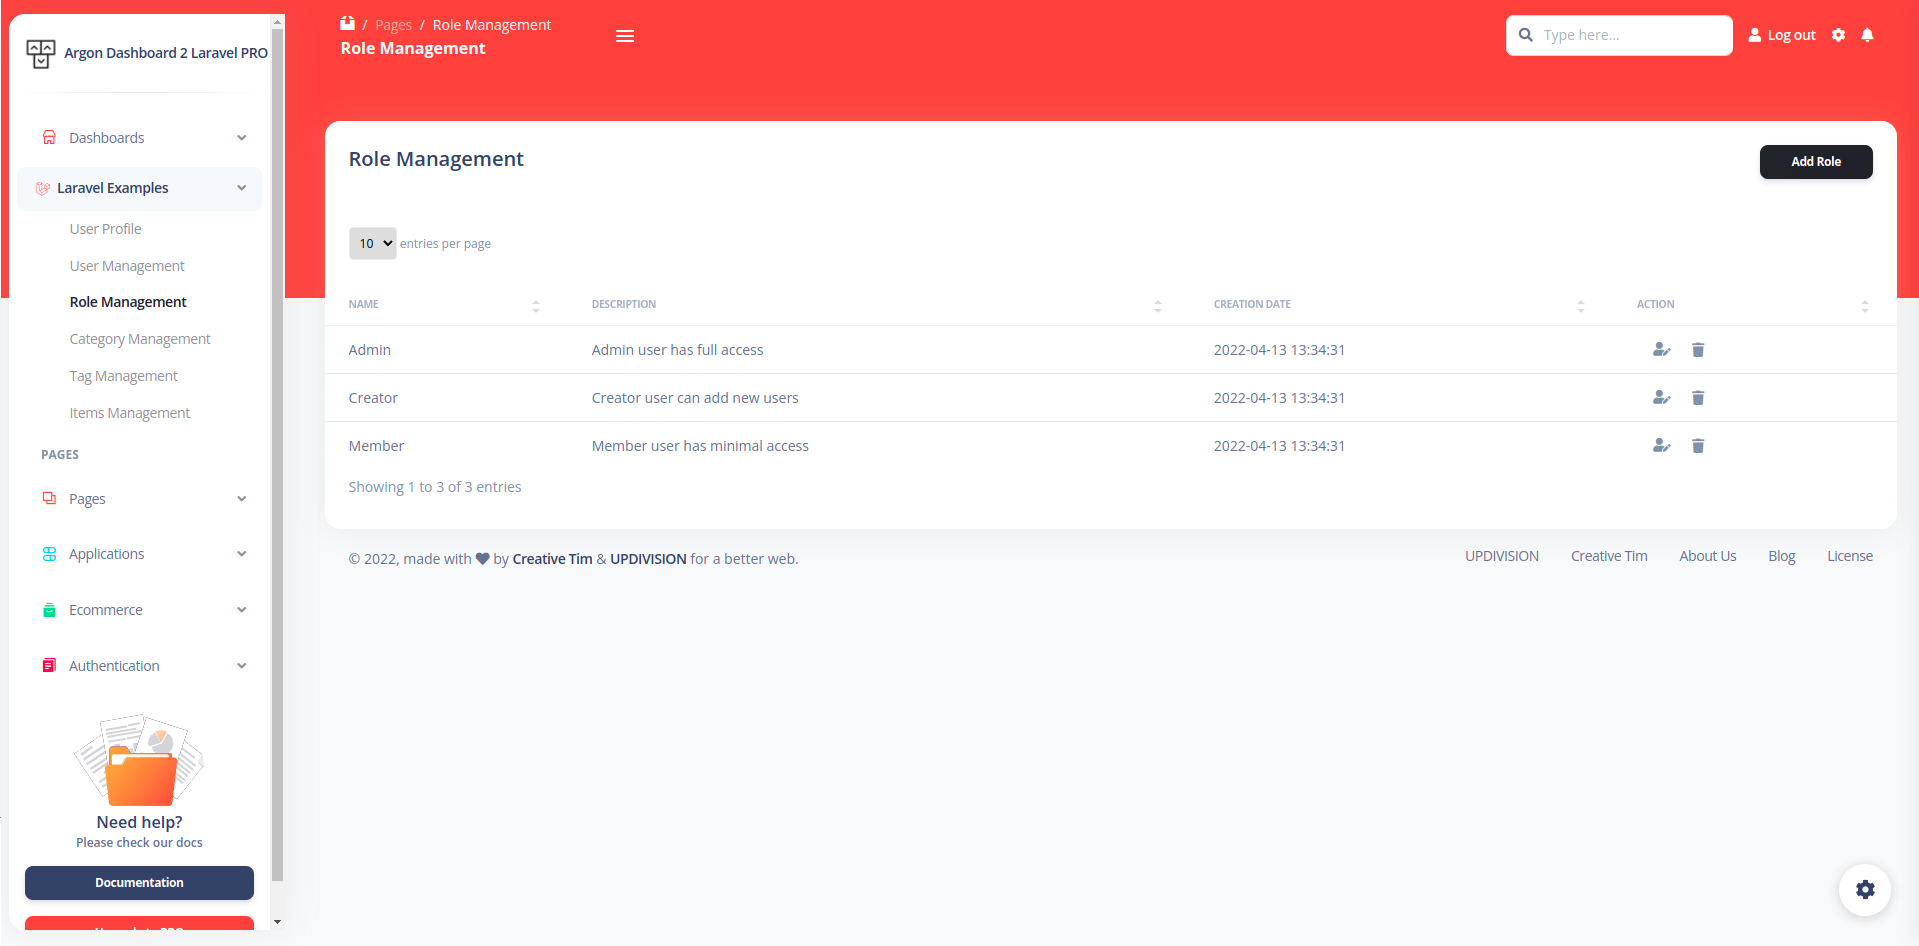 Argon Dashboard 2 Laravel PRO
Dashboards
Laravel Examples
User Profile
User Management
Role Management
Category Management
Tag Management
Items Management
PAGES
Pages
Applications
Ecommerce
Authentication
Need help?
Please check our docs
Documentation
/ Pages / Role Management
Role Management
Type here...
Log out
Role Management
Add Role
10 entries per page
NAME DESCRIPTION CREATION DATE ACTION
Admin Admin user has full access 2022-04-13 13:34:31
Creator Creator user can add new users 2022-04-13 13:34:31
Member Member user has minimal access 2022-04-13 13:34:31
Showing 1 to 3 of 3 entries
© 2022, made with by Creative Tim & UPDIVISION for a better web.
UPDIVISION Creative Tim About Us Blog License